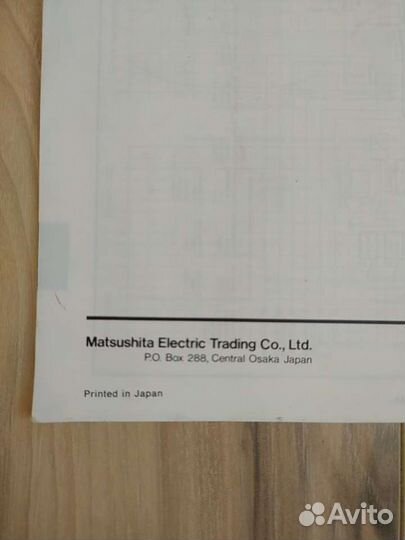 Matsushita Electric Trading Co., Ltd.
P.O. Box 288, Central Osaka Japan
Printed in Japan
Avito